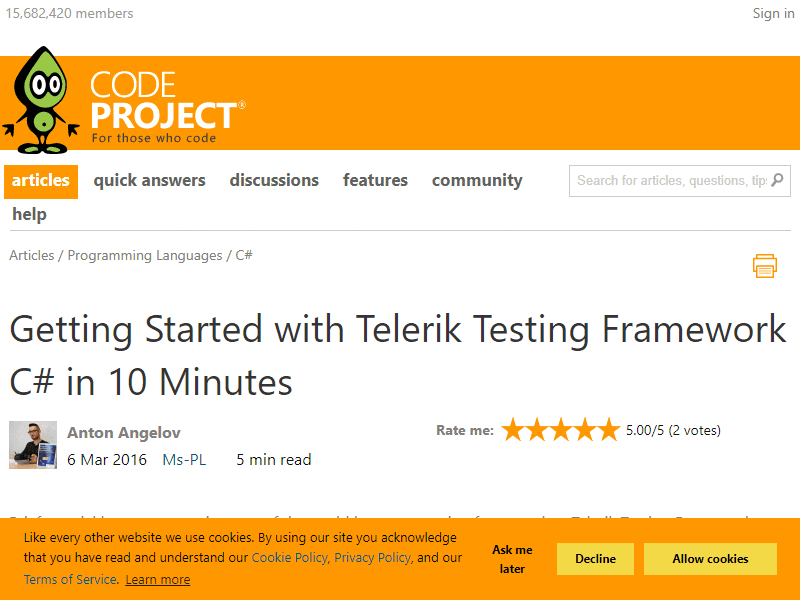 15,682,420 members
Sign in
CODE
PROJECT®
For those who code
articles quick answers discussions features community
Search for articles, questions, tips
help
Articles / Programming Languages / C#
Getting Started with Telerik Testing Framework
C# in 10 Minutes
Anton Angelov
Rate me: 5.00/5 (2 votes)
6 Mar 2016 Ms-PL 5 min read
Like every other website we use cookies. By using our site you acknowledge
that you have read and understand our Cookie Policy, Privacy Policy, and our
Terms of Service. Learn more
Ask me
later
Decline
Allow cookies